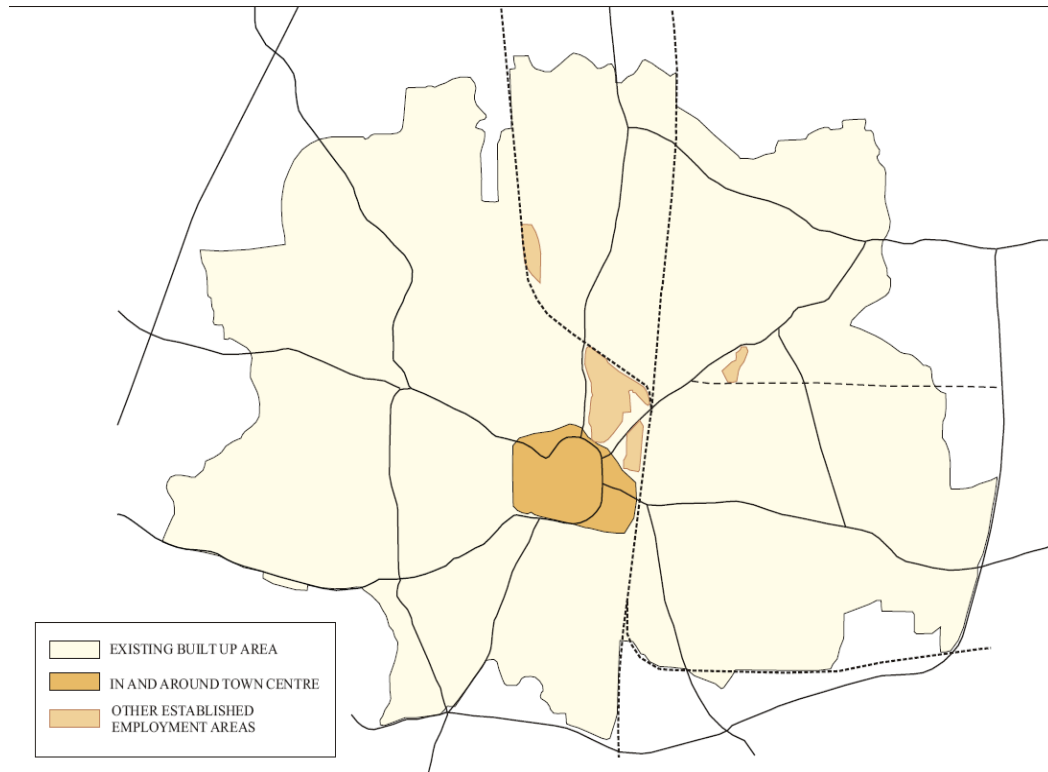 EXISTING BUILT UP AREA
IN AND AROUND TOWN CENTRE
OTHER ESTABLISHED
EMPLOYMENT AREAS